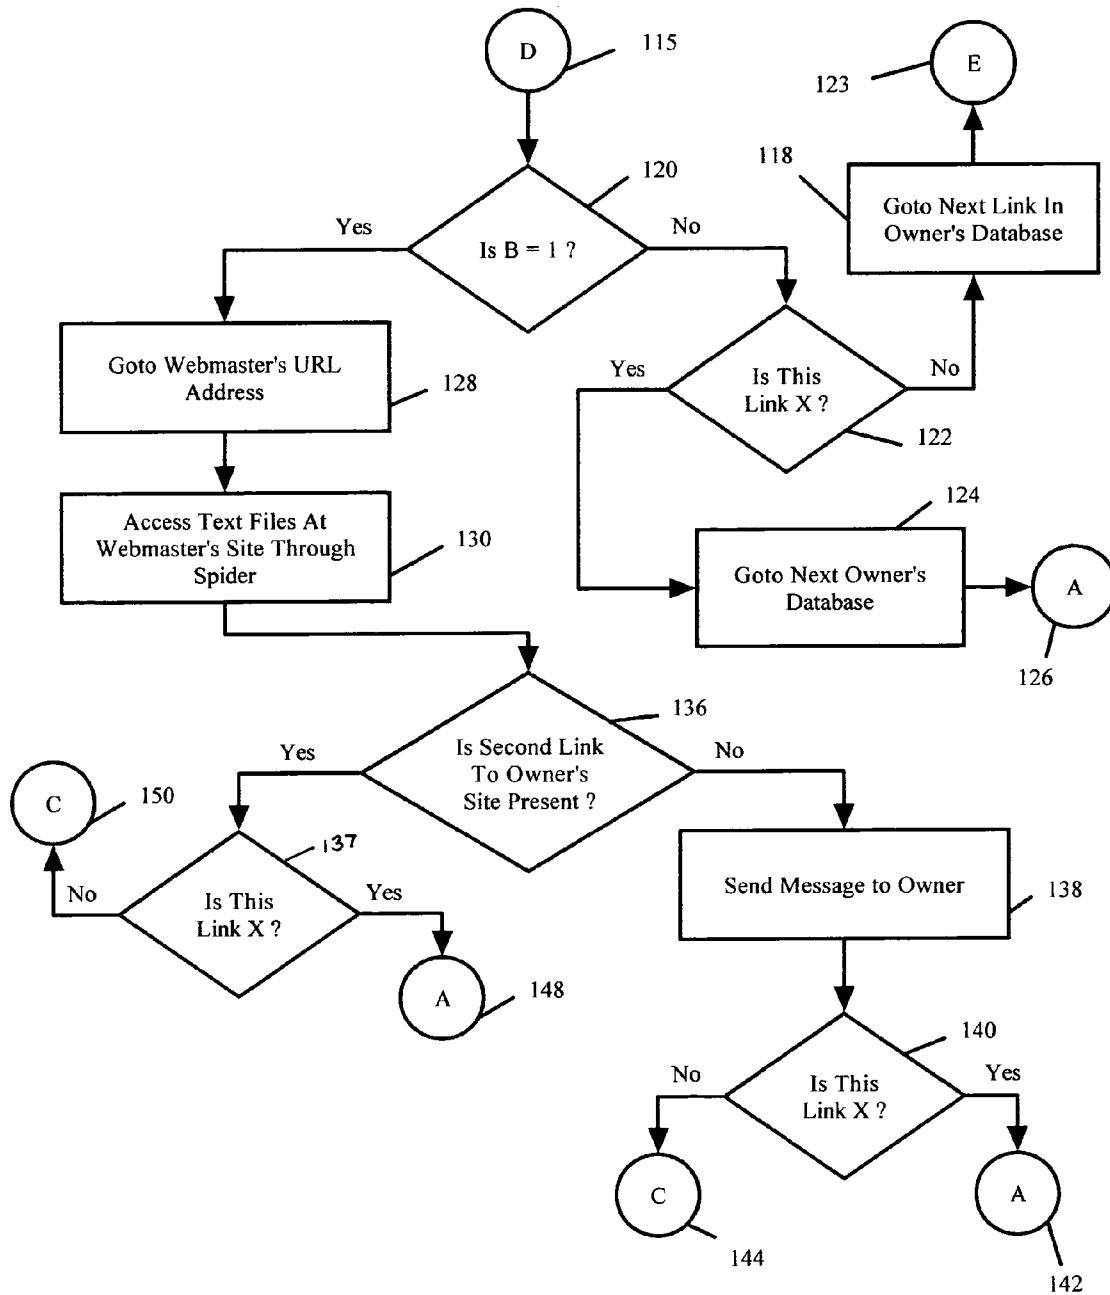 D
115
E
123
118
Goto Next Link In
Owner's Database
120
Is B = 1 ?
Yes
No
Goto Webmaster's URL
Address
128
Is This
Link X ?
Yes
No
122
Access Text Files At
Webmaster's Site Through
Spider
130
124
Goto Next Owner's
Database
A
126
136
Is Second Link
To Owner's
Site Present ?
Yes
No
C
150
137
Is This
Link X ?
No
Yes
A
148
Send Message to Owner
138
140
Is This
Link X ?
No
Yes
C
144
A
142